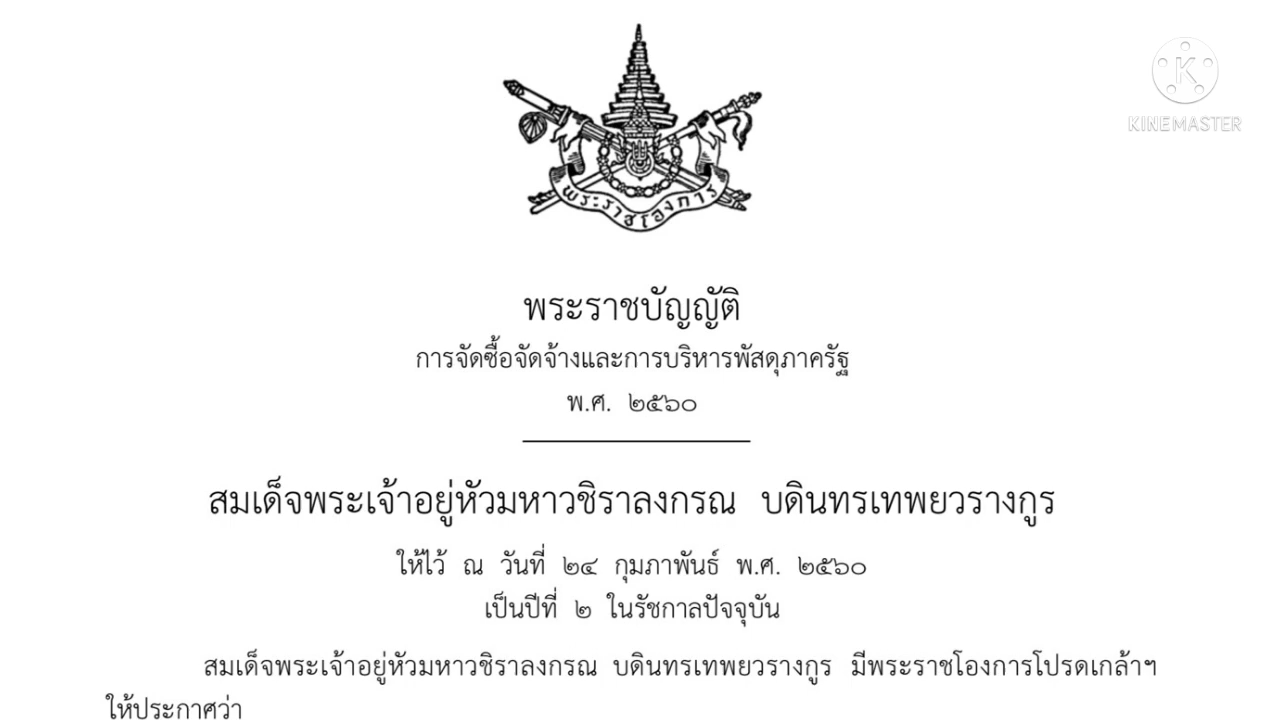 พระราชโองการ
KINEMASTER
พระราชบัญญัติ
การจัดซื้อจัดจ้างและการบริหารพัสดุภาครัฐ
พ.ศ. ๒๕๖๐
สมเด็จพระเจ้าอยู่หัวมหาวชิราลงกรณ บดินทรเทพยวรางกูร
ให้ไว้ ณ วันที่ ๒๔ กุมภาพันธ์ พ.ศ. ๒๕๖๐
เป็นปีที่ ๒ ในรัชกาลปัจจุบัน
สมเด็จพระเจ้าอยู่หัวมหาวชิราลงกรณ บดินทรเทพยวรางกูร มีพระราชโองการโปรดเกล้าฯ
ให้ประกาศว่า